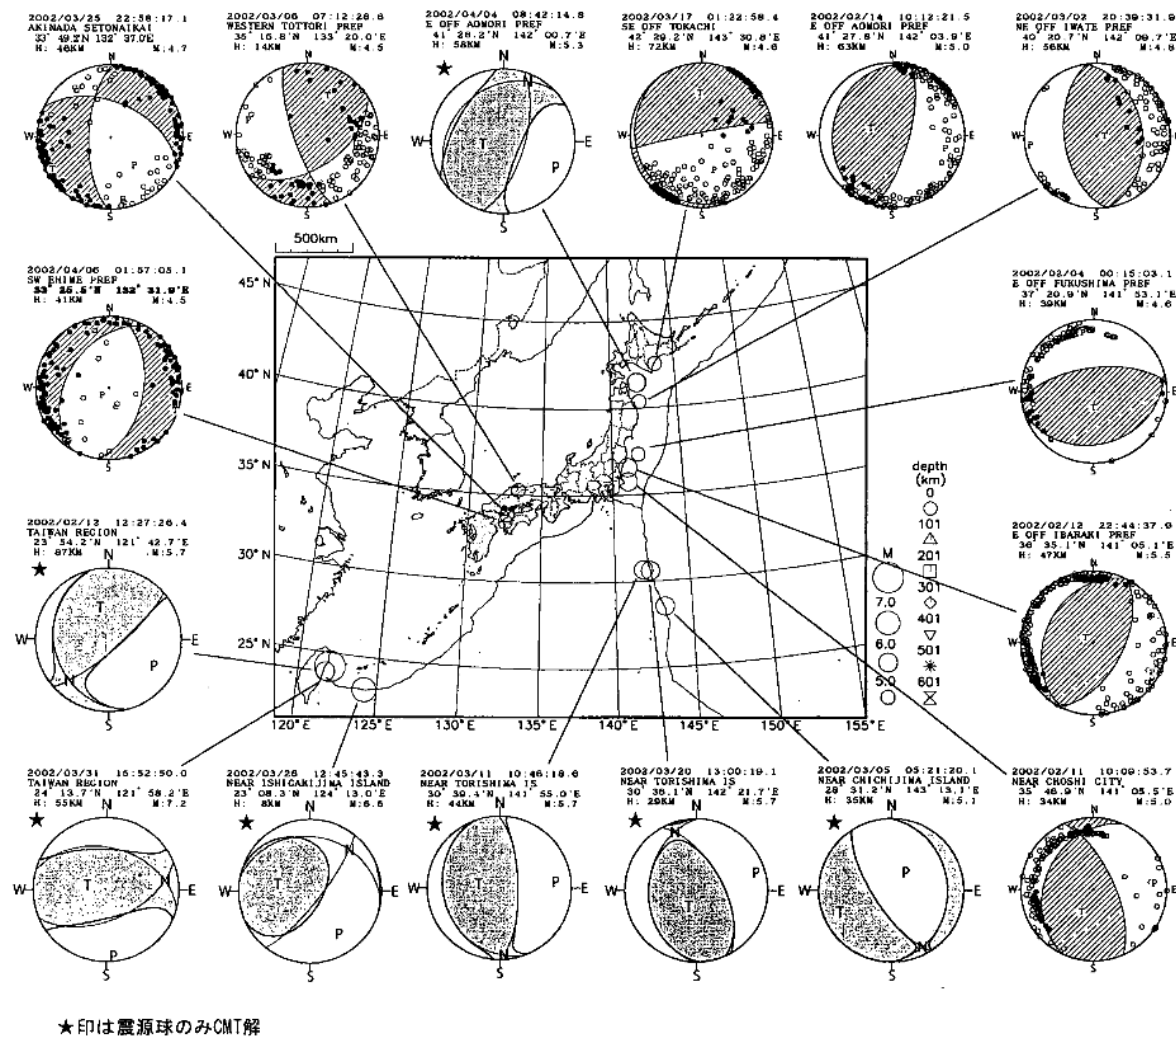 2002/03/25 22:58:17.1
AKINADA SETONAIKAI
33° 49.2'N 132° 37.0'E
H: 46KM M:4.7
2002/03/06 07:12:28.6
WESTERN TOTTORI PREF
35° 16.8'N 133° 20.0'E
H: 14KM M:4.5
2002/04/04 08:42:14.8
E OFF AOMORI PREF
41° 28.2'N 142° 00.7'E
H: 58KM M:5.3
2002/03/17 01:22:58.4
SE OFF TOKACHI
42° 29.2'N 143° 30.8'E
H: 72KM M:4.6
2002/02/14 10:12:21.5
E OFF AOMORI PREF
41° 27.8'N 142° 03.9'E
H: 63KM M:5.0
2002/03/02 20:39:31.9
NE OFF IWATE PREF
40° 20.7'N 142° 09.7'E
H: 56KM M:4.8
2002/04/06 01:57:05.1
SW EHIME PREF
33° 25.5'N 132° 31.9'E
H: 41KM M:4.5
2002/02/04 00:15:03.1
E OFF FUKUSHIMA PREF
37° 20.9'N 141° 53.1'E
H: 39KM M:4.6
2002/02/12 12:27:26.4
TAIWAN REGION
23° 54.2'N 121° 42.7'E
H: 67KM M:5.7
2002/02/12 22:44:37.9
E OFF IBARAKI PREF
36° 35.1'N 141° 05.1'E
H: 47KM M:5.5
500km
45° N
40° N
35° N
30° N
25° N
120°E 125°E 130°E 135°E 140°E 145°E 150°E 155°E
depth
(km)
0
101
201
301
401
501
601
M
7.0
6.0
5.0
2002/03/31 16:52:50.0
TAIWAN REGION
24° 13.7'N 121° 58.2'E
H: 55KM M:7.2
2002/03/26 12:45:43.3
NEAR ISHIGAKIJIMA ISLAND
23° 08.3'N 124° 13.0'E
H: 8KM M:6.6
2002/03/11 10:46:18.6
NEAR TORISHIMA IS
30° 39.4'N 141° 55.0'E
H: 44KM M:5.7
2002/03/20 13:00:19.1
NEAR TORISHIMA IS
30° 36.1'N 142° 21.7'E
H: 29KM M:5.7
2002/03/05 05:21:20.1
NEAR CHICHIJIMA ISLAND
28° 31.2'N 143° 13.1'E
H: 35KM M:5.1
2002/02/11 10:09:53.7
NEAR CHOSHI CITY
35° 46.9'N 141° 05.5'E
H: 34KM M:5.0
★印は震源球のみCMT解